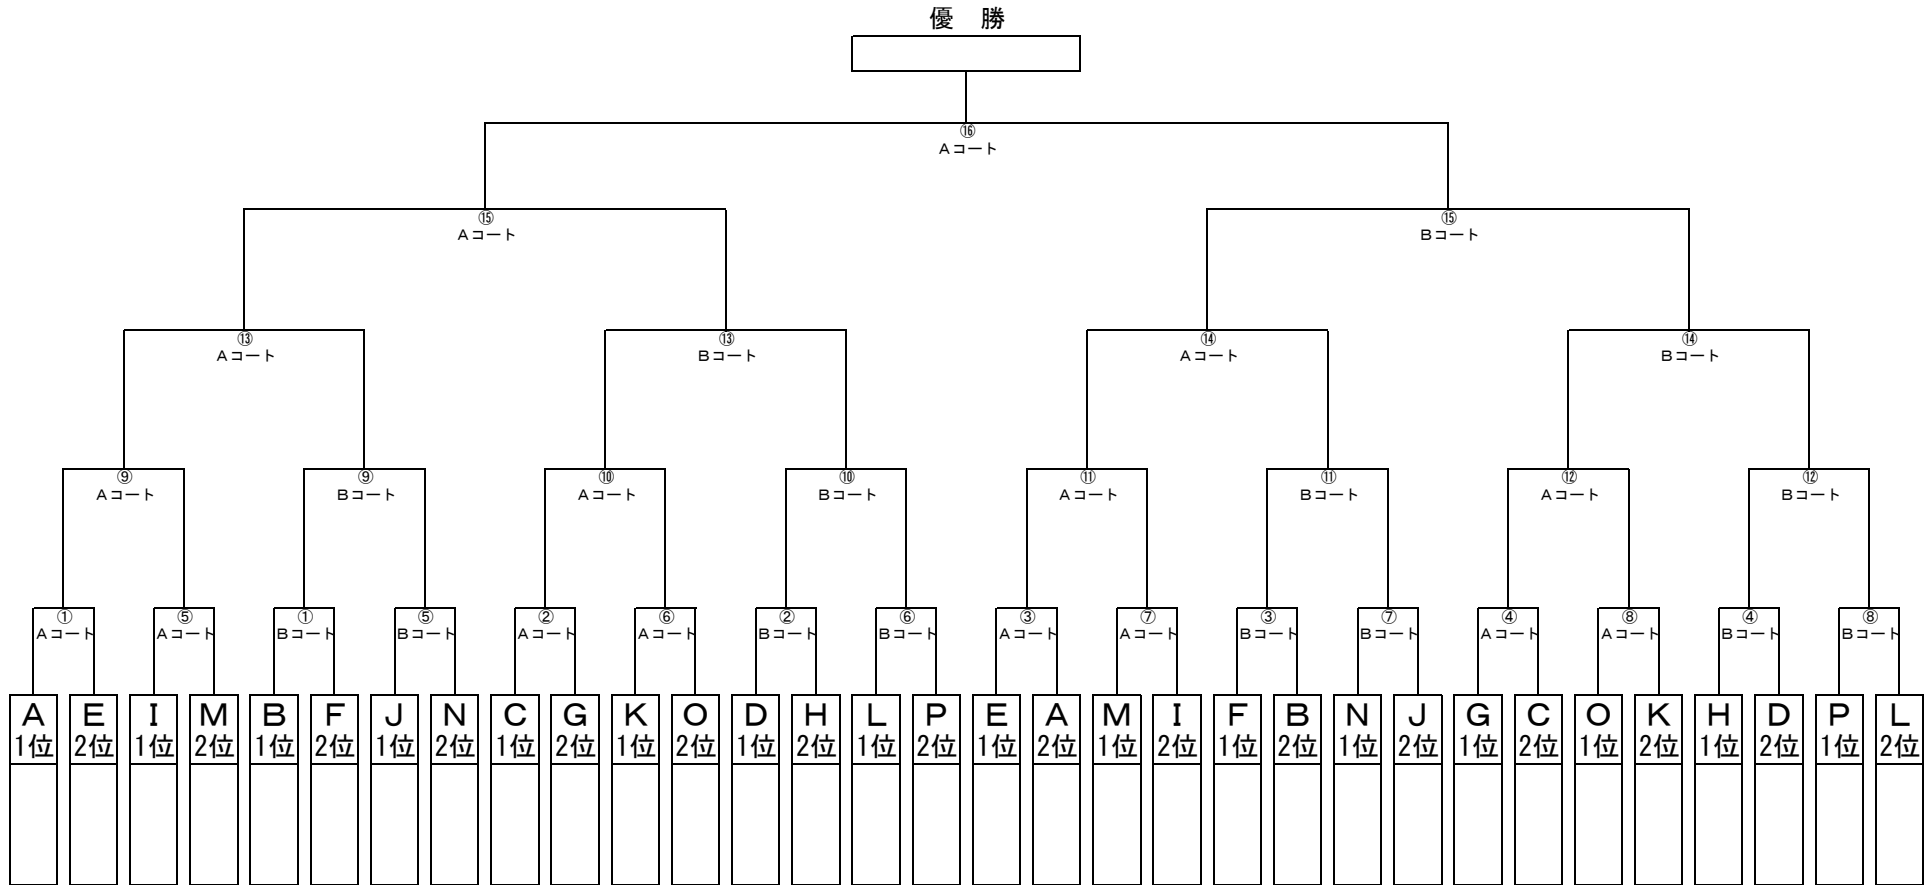 優　勝
⑯
Aコート
⑮ ⑮
Aコート Bコート
⑬ ⑬ ⑭ ⑭
Aコート Bコート Aコート Bコート
⑨ ⑨ ⑩ ⑩ ⑪ ⑪ ⑫ ⑫
Aコート Bコート Aコート Bコート Aコート Bコート Aコート Bコート
① ⑤ ① ⑤ ② ⑥ ② ⑥ ③ ⑦ ③ ⑦ ④ ⑧ ④ ⑧
Aコート Aコート Bコート Bコート Aコート Aコート Bコート Bコート Aコート Aコート Bコート Bコート Aコート Aコート Bコート Bコート
A E I M B F J N C G K O D H L P E A M I F B N J G C O K H D P L
1位 2位 1位 2位 1位 2位 1位 2位 1位 2位 1位 2位 1位 2位 1位 2位 1位 2位 1位 2位 1位 2位 1位 2位 1位 2位 1位 2位 1位 2位 1位 2位